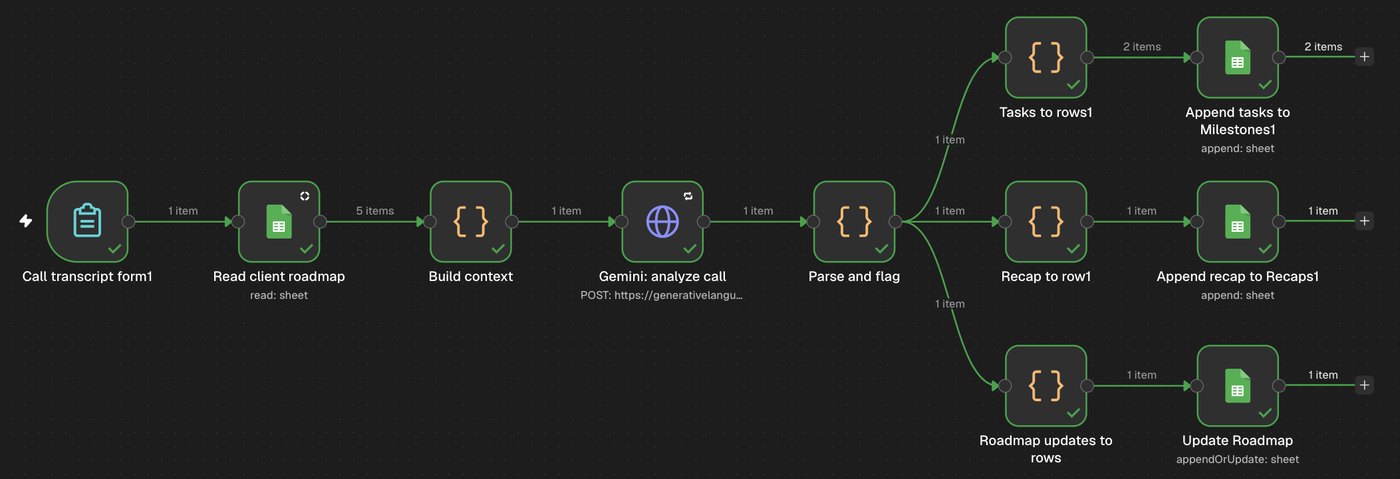 2 items
2 items
Tasks to rows1
Append tasks to
Milestones1
append: sheet
1 item
1 item
5 items
1 item
1 item
1 item
1 item
1 item
Call transcript form1
Read client roadmap
read: sheet
Build context
Gemini: analyze call
POST: https://generativelangu...
Parse and flag
Recap to row1
Append recap to Recaps1
append: sheet
1 item
1 item
1 item
Roadmap updates to
rows
Update Roadmap
appendOrUpdate: sheet